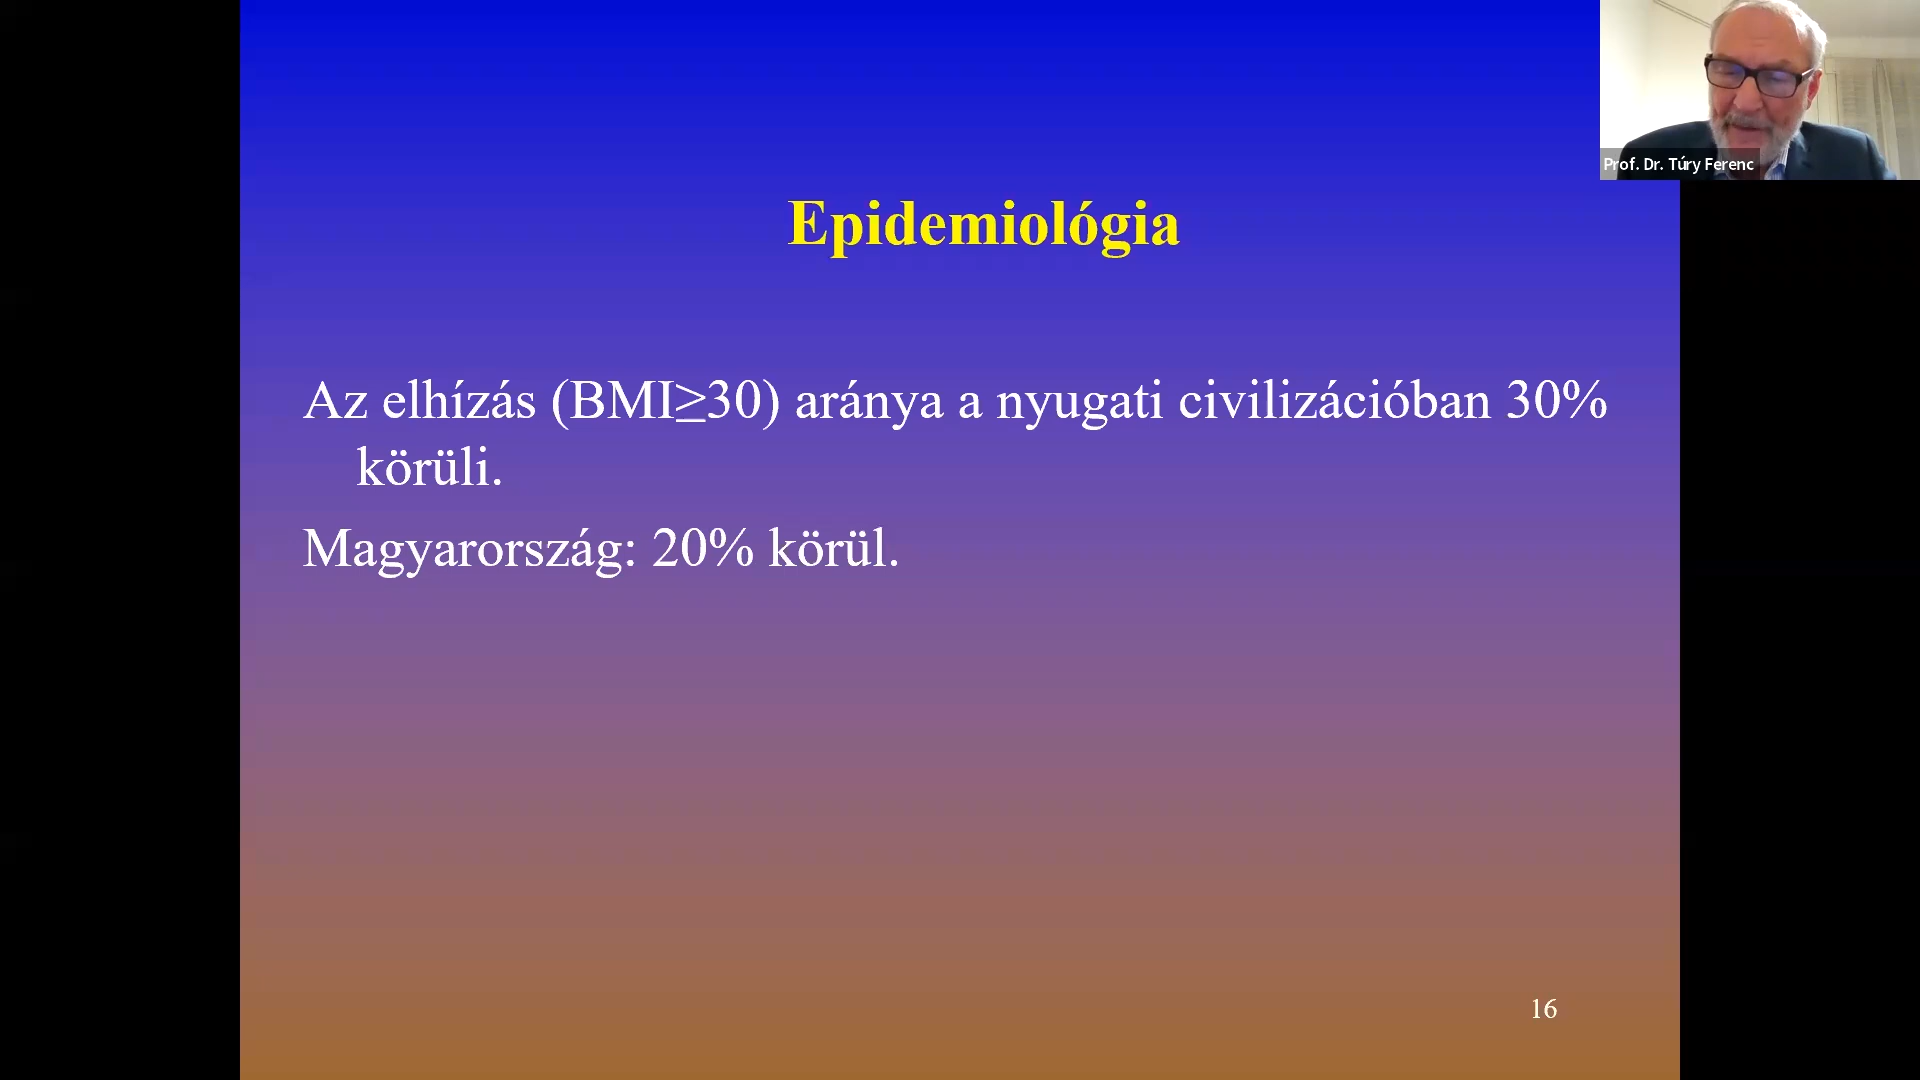 Prof. Dr. Túry Ferenc
Epidemiológia
Az elhízás (BMI≥30) aránya a nyugati civilizációban 30%
körüli.
Magyarország: 20% körül.
16